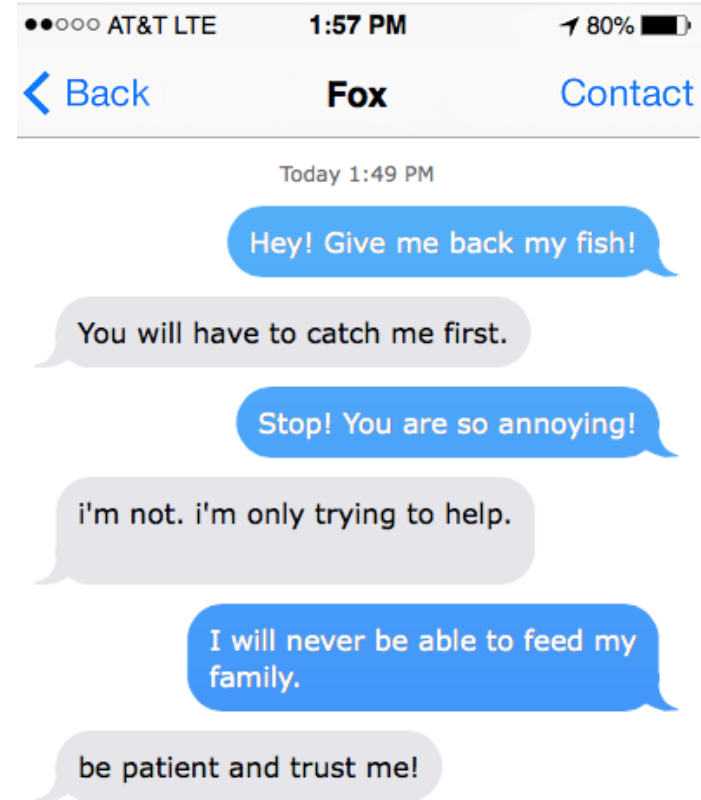 AT&T LTE 1:57 PM 80%
Back Fox Contact
Today 1:49 PM
Hey! Give me back my fish!
You will have to catch me first.
Stop! You are so annoying!
i'm not. i'm only trying to help.
I will never be able to feed my
family.
be patient and trust me!